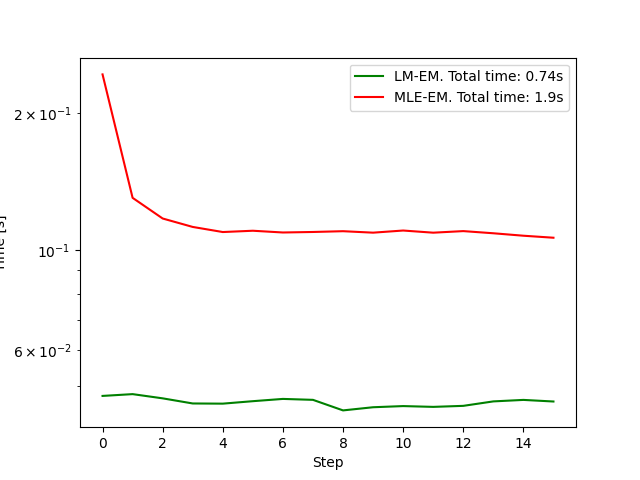 LM-EM. Total time: 0.74s
MLE-EM. Total time: 1.9s
2 × 10⁻¹
10⁻¹
6 × 10⁻²
[s]
0 2 4 6 8 10 12 14
Step